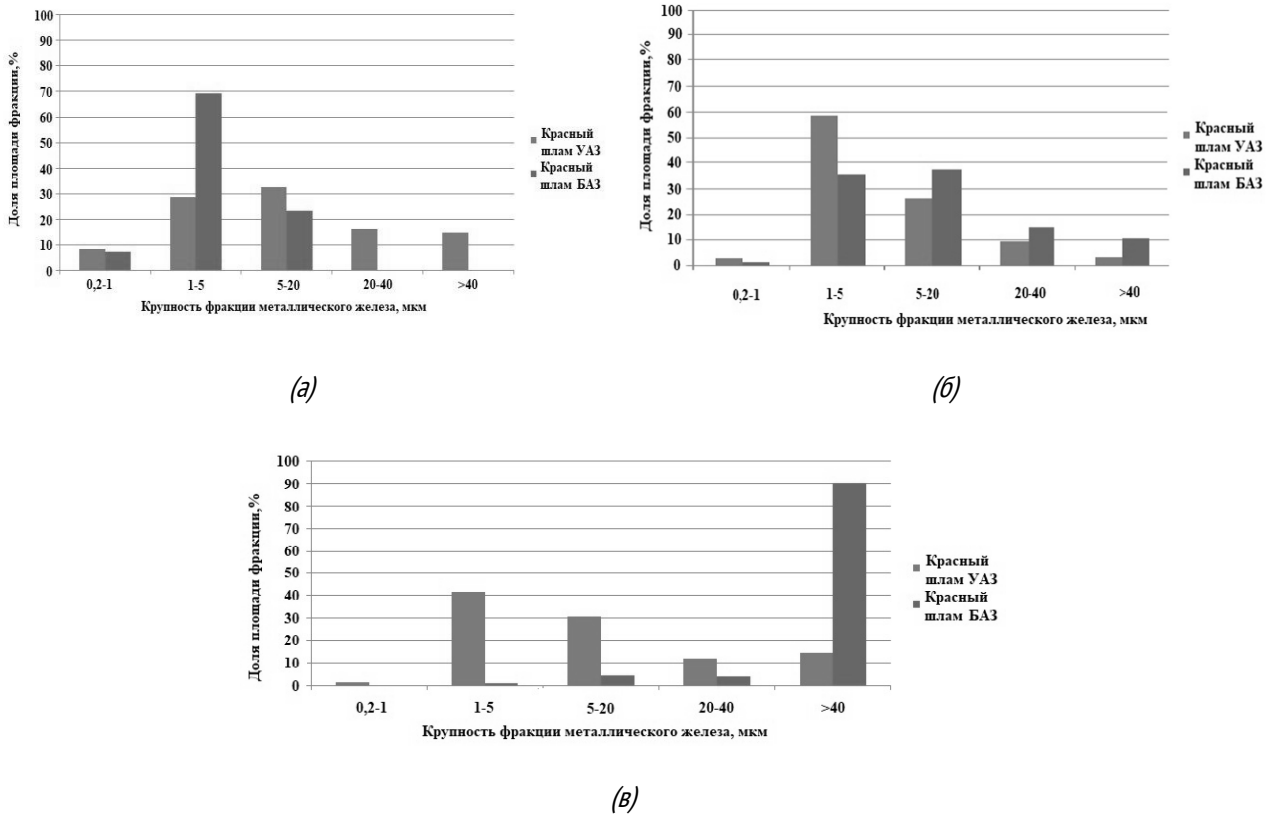 100
90
80
70
60
50
40
30
20
10
0
Доля площади фракции,%
0,2-1 1-5 5-20 20-40 >40
Крупность фракции металлического железа, мкм
Красный
шлам УАЗ
Красный
шлам БАЗ
(а)
100
90
80
70
60
50
40
30
20
10
0
Доля площади фракции,%
0,2-1 1-5 5-20 20-40 >40
Крупность фракции металлического железа, мкм
Красный
шлам УАЗ
Красный
шлам БАЗ
(б)
100
90
80
70
60
50
40
30
20
10
0
Доля площади фракции,%
0,2-1 1-5 5-20 20-40 >40
Крупность фракции металлического железа, мкм
Красный
шлам УАЗ
Красный
шлам БАЗ
(в)